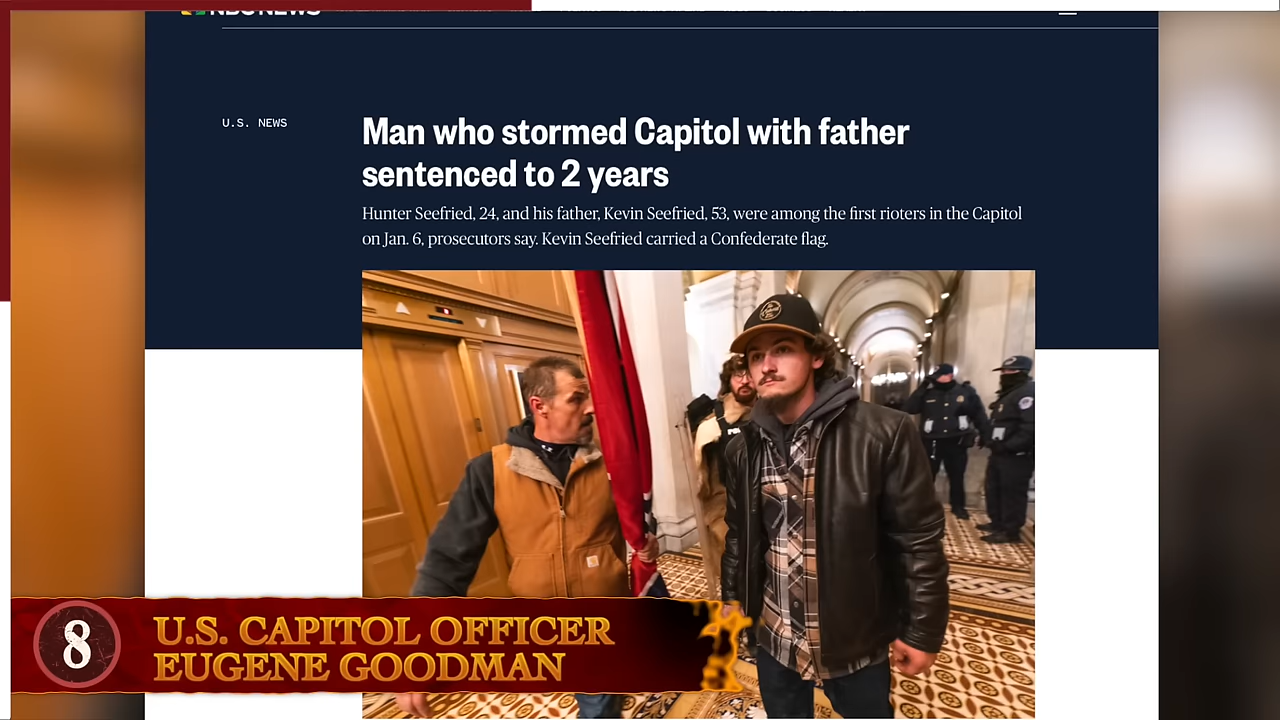 NBC NEWS
U.S. NEWS
Man who stormed Capitol with father
sentenced to 2 years
Hunter Seefried, 24, and his father, Kevin Seefried, 53, were among the first rioters in the Capitol
on Jan. 6, prosecutors say. Kevin Seefried carried a Confederate flag.
8
U.S. CAPITOL OFFICER
EUGENE GOODMAN